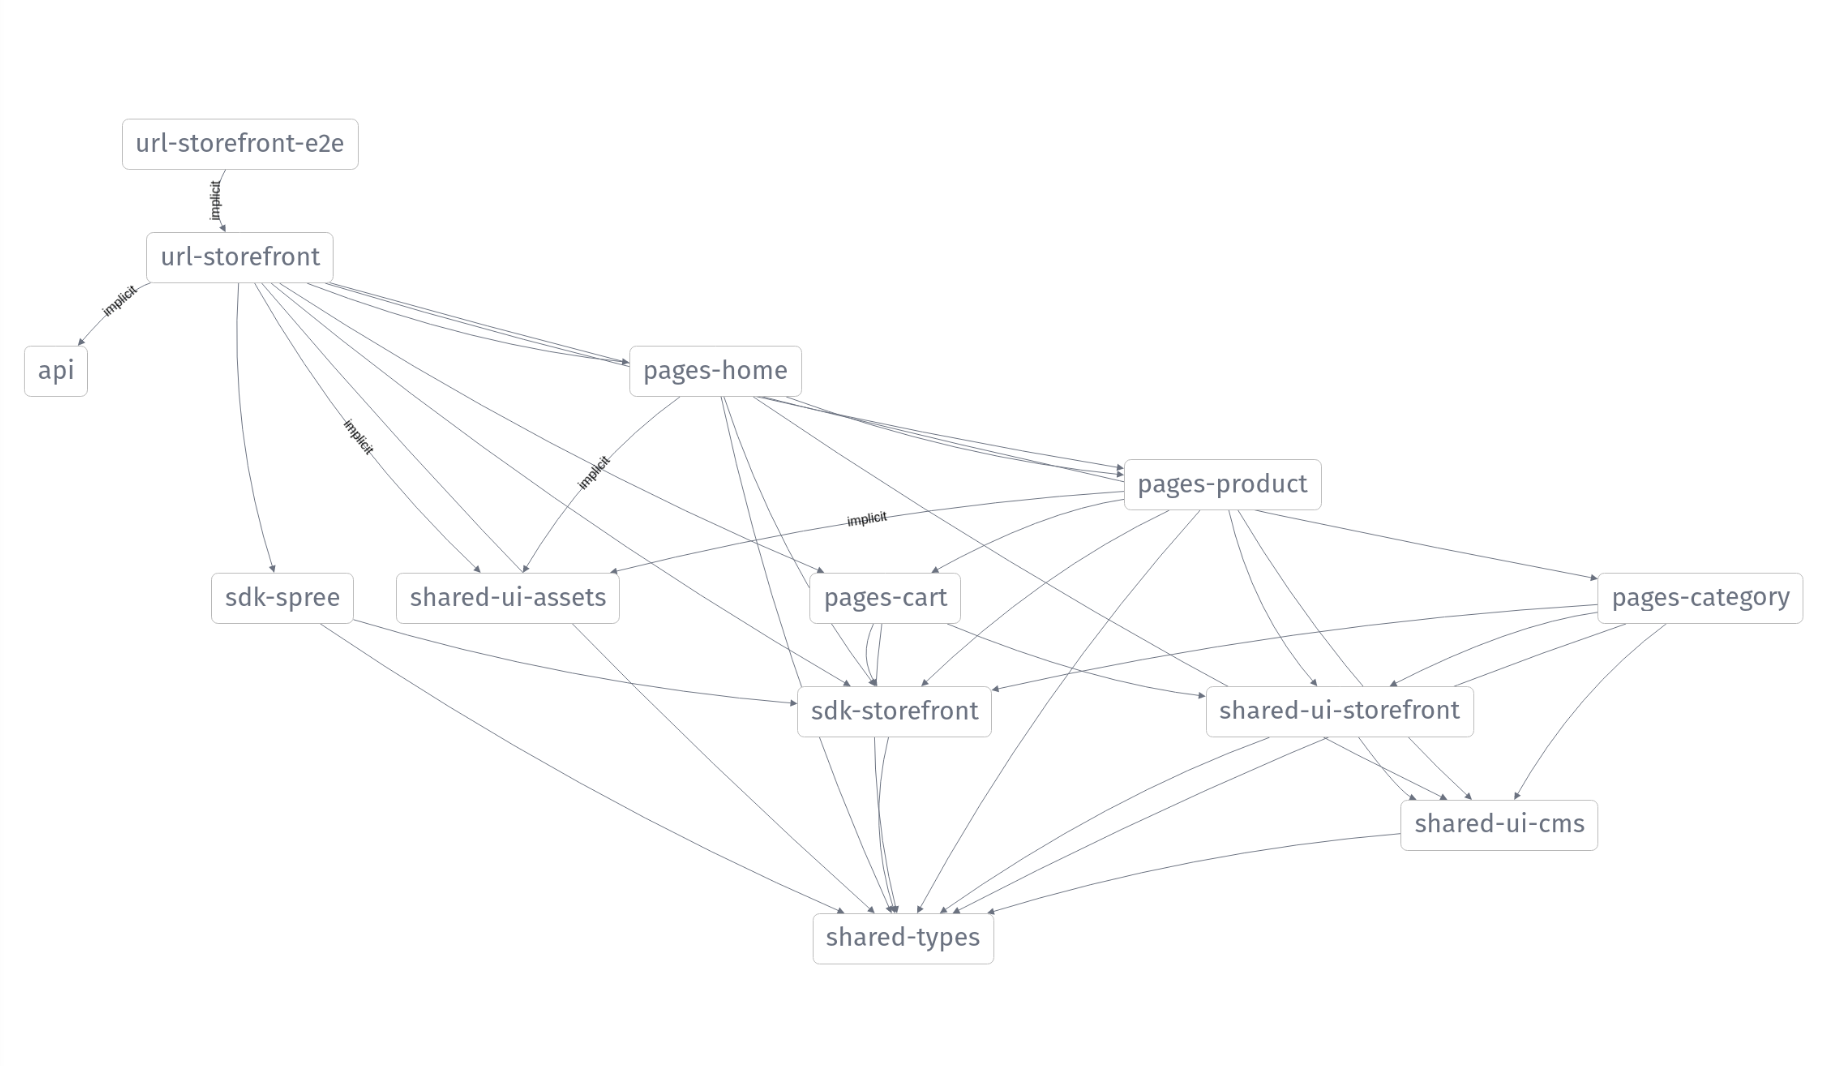 url-storefront-e2e
implicit
url-storefront
implicit
api
pages-home
implicit
implicit
pages-product
implicit
sdk-spree
shared-ui-assets
pages-cart
pages-category
sdk-storefront
shared-ui-storefront
shared-ui-cms
shared-types